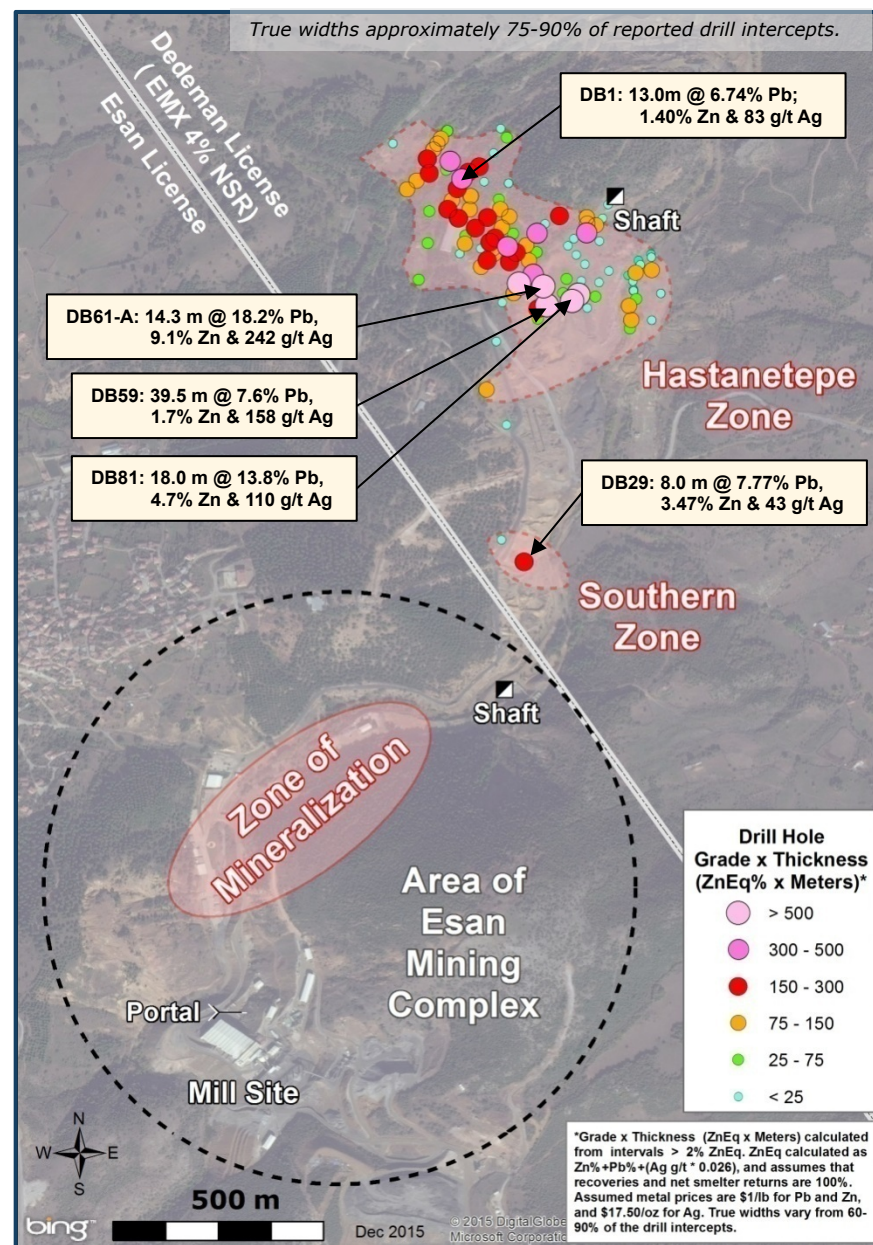 True widths approximately 75-90% of reported drill intercepts.
Dedeman License
( EMX 4% NSR)
Esan License
DB1: 13.0m @ 6.74% Pb;
1.40% Zn & 83 g/t Ag
Shaft
DB61-A: 14.3 m @ 18.2% Pb,
9.1% Zn & 242 g/t Ag
Hastanetepe
Zone
DB59: 39.5 m @ 7.6% Pb,
1.7% Zn & 158 g/t Ag
DB81: 18.0 m @ 13.8% Pb,
4.7% Zn & 110 g/t Ag
DB29: 8.0 m @ 7.77% Pb,
3.47% Zn & 43 g/t Ag
Southern
Zone
Shaft
Zone of
Mineralization
Area of
Esan
Mining
Complex
Portal
Mill Site
Drill Hole
Grade x Thickness
(ZnEq% x Meters)*
> 500
300 - 500
150 - 300
75 - 150
25 - 75
< 25
*Grade x Thickness (ZnEq x Meters) calculated
from intervals > 2% ZnEq. ZnEq calculated as
Zn%+Pb%+(Ag g/t * 0.026), and assumes that
recoveries and net smelter returns are 100%.
Assumed metal prices are $1/lb for Pb and Zn,
and $17.50/oz for Ag. True widths vary from 60-
90% of the drill intercepts.
N
W E
S
500 m
bing™
Dec 2015
© 2015 DigitalGlobe
Microsoft Corporatio